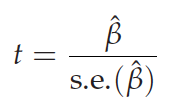 t = β̂ / s.e.(β̂)